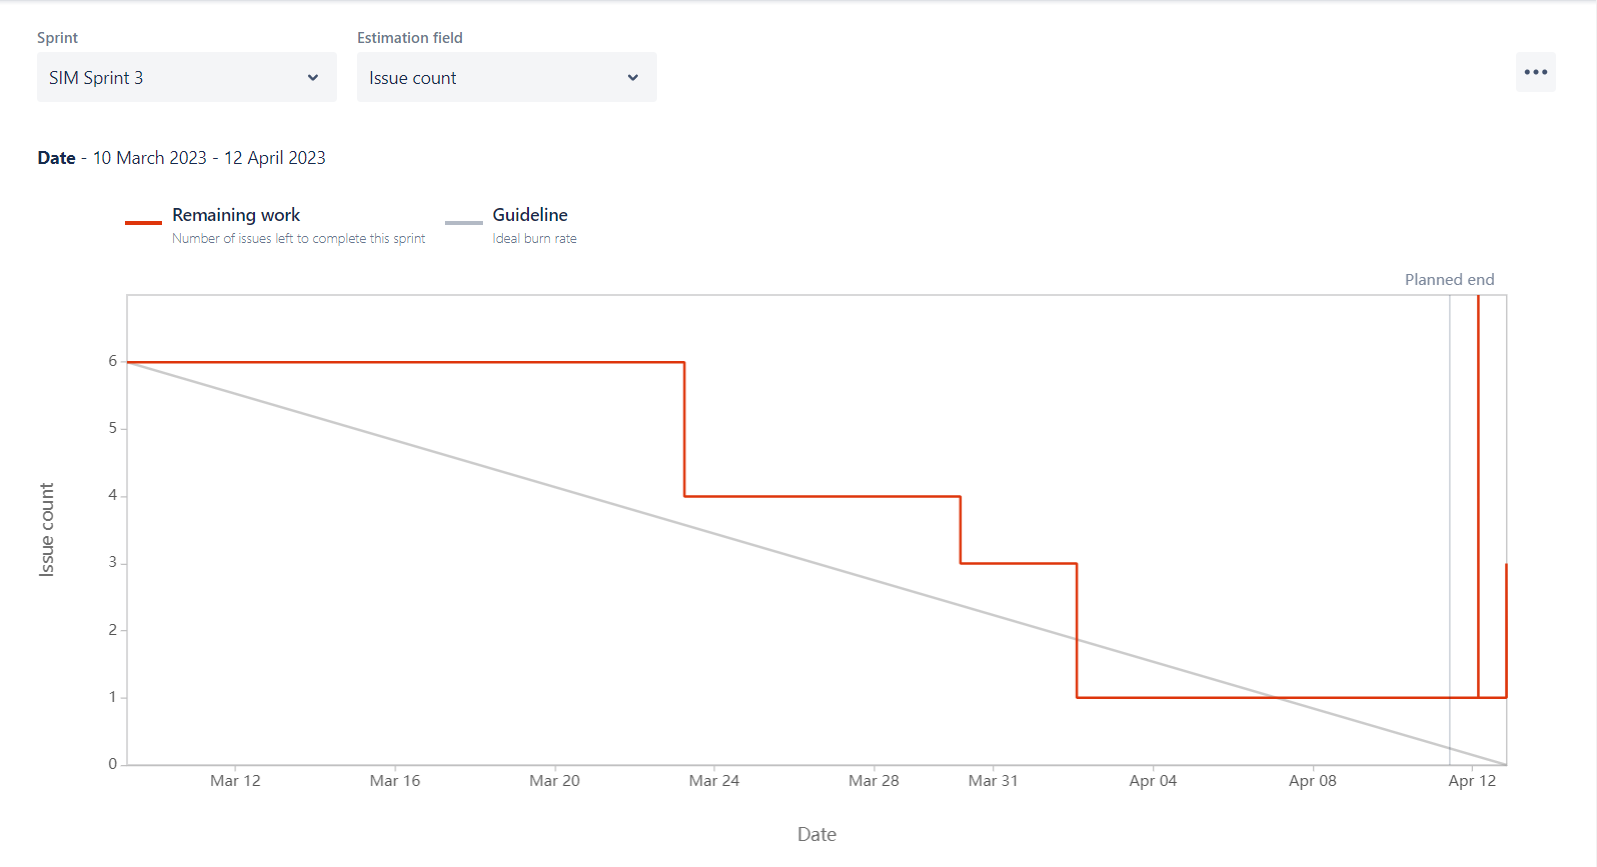 Sprint
Estimation field
SIM Sprint 3
Issue count
Date - 10 March 2023 - 12 April 2023
Remaining work
Number of issues left to complete this sprint
Guideline
Ideal burn rate
Planned end
6
5
4
3
2
1
0
Issue count
Mar 12
Mar 16
Mar 20
Mar 24
Mar 28
Mar 31
Apr 04
Apr 08
Apr 12
Date